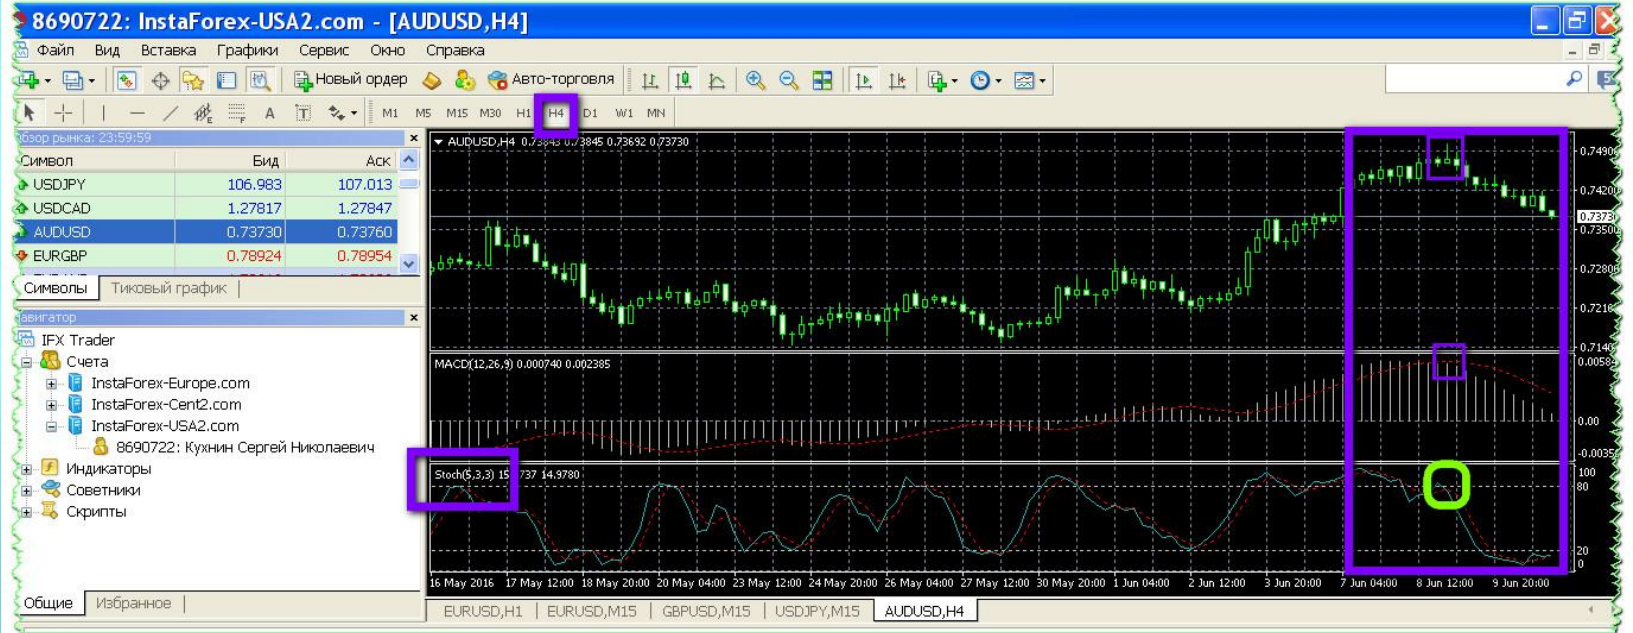 8690722: InstaForex-USA2.com - [AUDUSD,H4]
Файл Вид Вставка Графики Сервис Окно Справка
Новый ордер Авто-торговля
M1 M5 M15 M30 H1 H4 D1 W1 MN
обзор рынка: 23:59:59
Символ Бид Аск
USDJPY 106.983 107.013
USDCAD 1.27817 1.27847
AUDUSD 0.73730 0.73760
EURGBP 0.78924 0.78954
Символы Тиковый график
Навигатор
IFX Trader
Счета
InstaForex-Europe.com
InstaForex-Cent2.com
InstaForex-USA2.com
8690722: Кухнин Сергей Николаевич
Индикаторы
Советники
Скрипты
Общие Избранное
AUDUSD,H4 0.73845 0.73692 0.73730
0.7490
0.7420
0.7373
0.7350
0.7280
0.7210
0.7140
MACD(12,26,9) 0.000740 0.002385
0.00584
0.00
-0.0035
Stoch(5,3,3) 14.9780
100
80
20
0
16 May 2016 17 May 12:00 18 May 20:00 20 May 04:00 23 May 12:00 24 May 20:00 26 May 04:00 27 May 12:00 30 May 20:00 1 Jun 04:00 2 Jun 12:00 3 Jun 20:00 7 Jun 04:00 8 Jun 12:00 9 Jun 20:00
EURUSD,H1 EURUSD,M15 GBPUSD,M15 USDJPY,M15 AUDUSD,H4